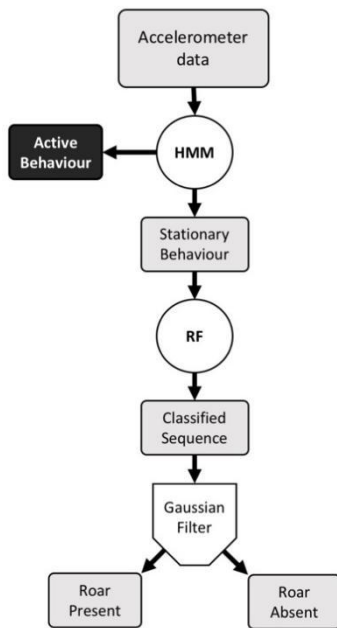 Accelerometer
data
HMM
Active
Behaviour
Stationary
Behaviour
RF
Classified
Sequence
Gaussian
Filter
Roar
Present
Roar
Absent